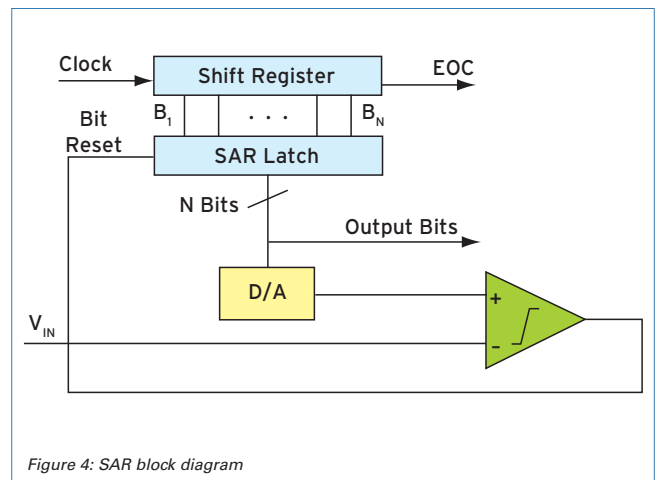 Clock
Shift Register
EOC
Bit
Reset
B1
. . .
BN
SAR Latch
N Bits
Output Bits
D/A
+
VIN
-
Figure 4: SAR block diagram